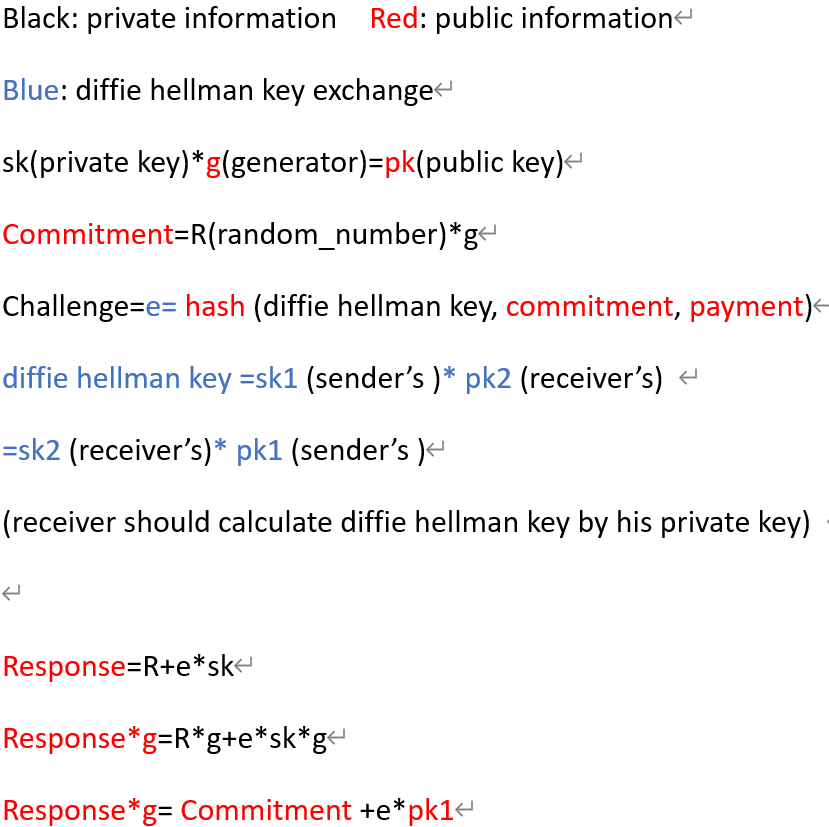 Black: private information Red: public information↵
Blue: diffie hellman key exchange↵
sk(private key)*g(generator)=pk(public key)↵
Commitment=R(random_number)*g↵
Challenge=e= hash (diffie hellman key, commitment, payment)↵
diffie hellman key =sk1 (sender’s )* pk2 (receiver’s) ↵
=sk2 (receiver’s)* pk1 (sender’s )↵
(receiver should calculate diffie hellman key by his private key) ↵
↵
Response=R+e*sk↵
Response*g=R*g+e*sk*g↵
Response*g= Commitment +e*pk1↵